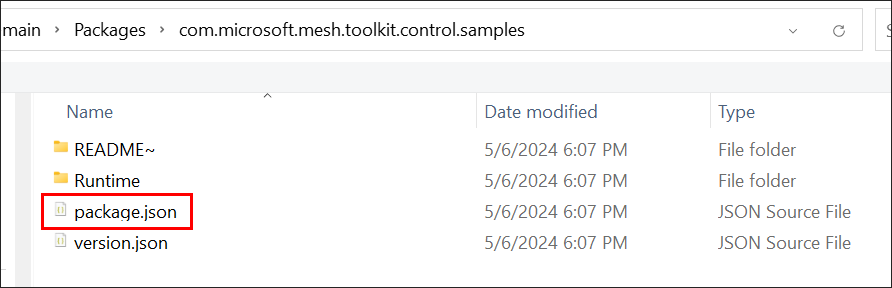 main > Packages > com.microsoft.mesh.toolkit.control.samples
Name Date modified Type
README~ 5/6/2024 6:07 PM File folder
Runtime 5/6/2024 6:07 PM File folder
package.json 5/6/2024 6:07 PM JSON Source File
version.json 5/6/2024 6:07 PM JSON Source File